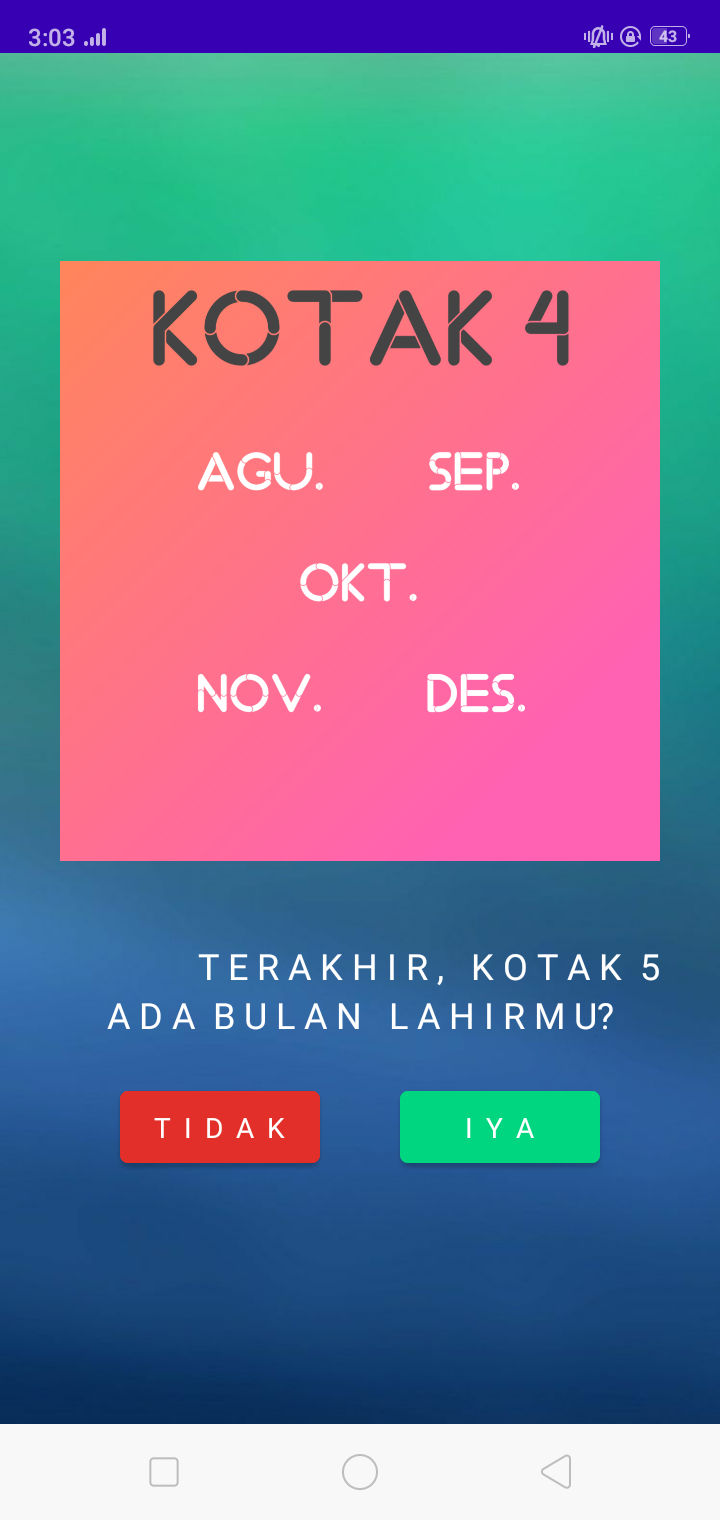 3:03 43
KOTAK 4
AGU. SEP.
OKT.
NOV. DES.
TERAKHIR, KOTAK 5
ADA BULAN LAHIRMU?
TIDAK IYA